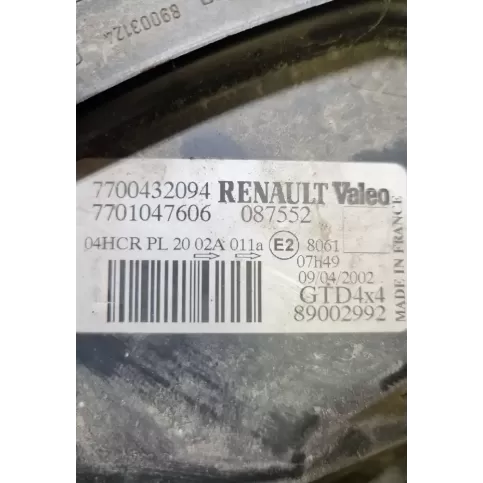 89003124
7700432094 RENAULT Valeo
7701047606 087552
04HCR PL 20 02A 011a E2 8061
07H49
09/04/2002
GTD4x4
89002992
MADE IN FRANCE